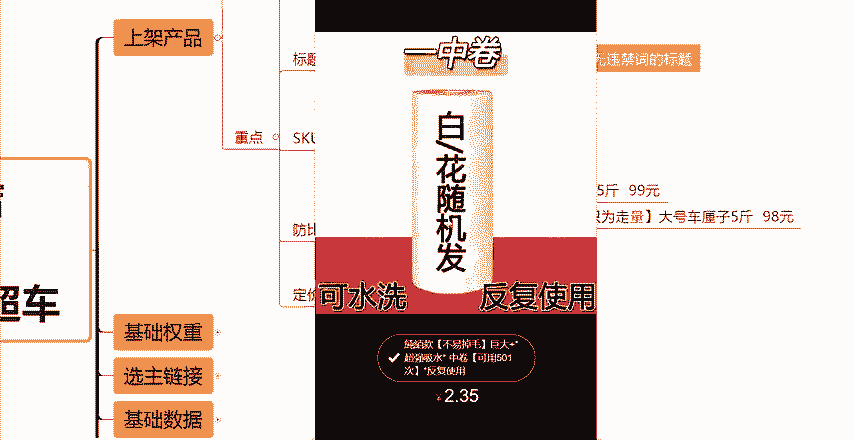 上架产品
标题
无违禁词的标题
重点
SKU
5斤 99元
为走量】大号车厘子5斤 98元
防比
定价
超车
基础权重
选主链接
基础数据
一中卷
白/花随机发
可水洗
反复使用
【不易掉毛】巨大+*
超强吸水* 中卷【可用501
次】*反复使用
¥2.35